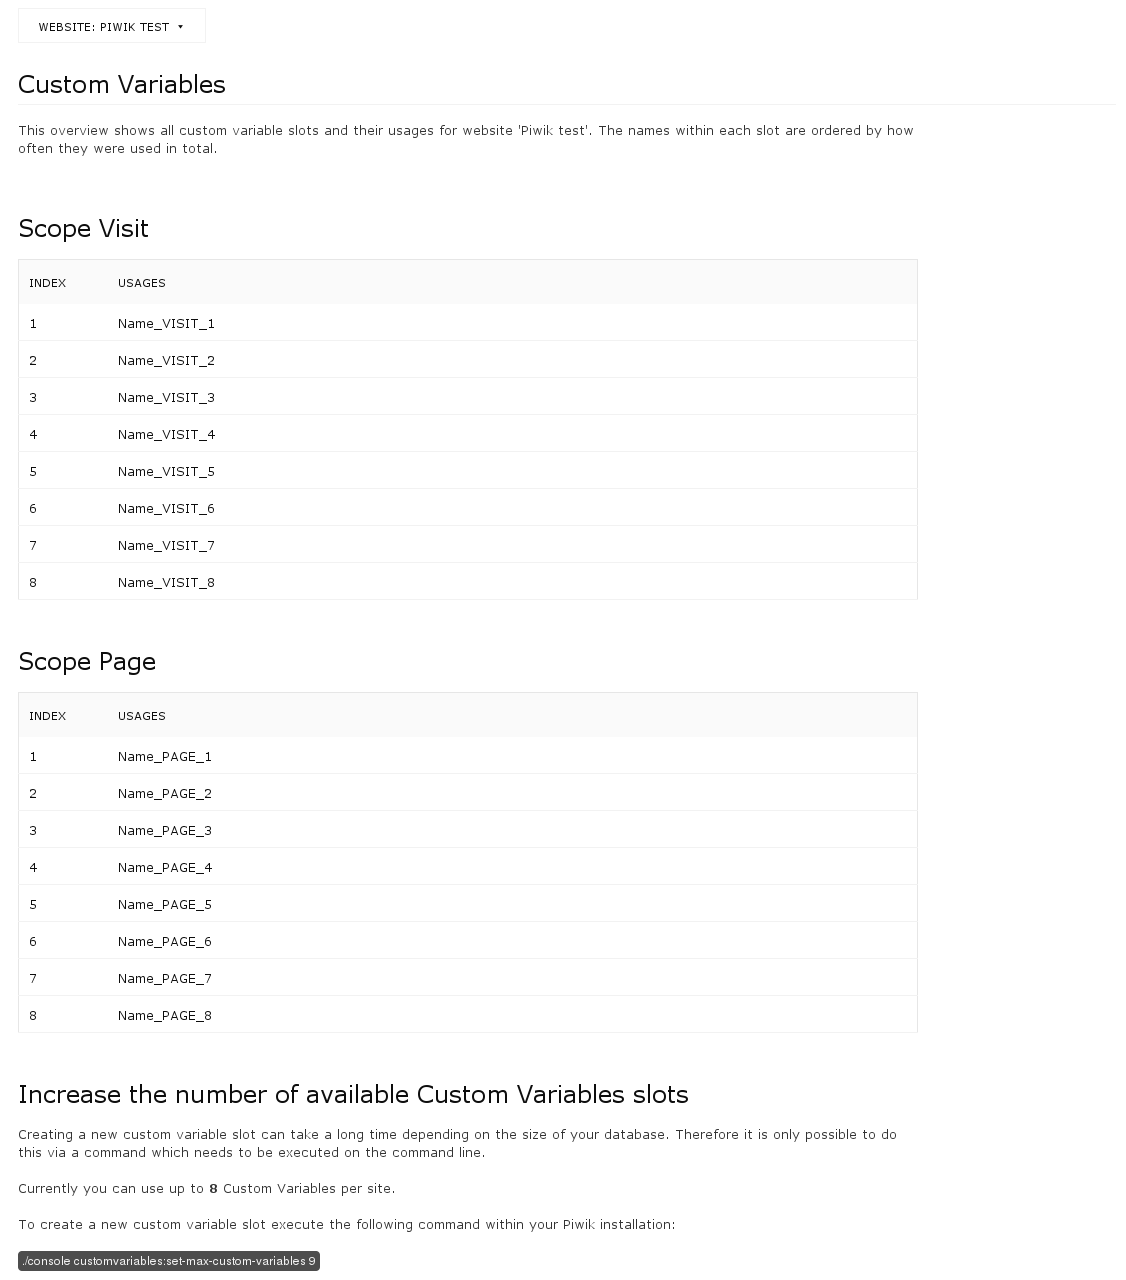 WEBSITE: PIWIK TEST
Custom Variables
This overview shows all custom variable slots and their usages for website 'Piwik test'. The names within each slot are ordered by how
often they were used in total.
Scope Visit
INDEX USAGES
1 Name_VISIT_1
2 Name_VISIT_2
3 Name_VISIT_3
4 Name_VISIT_4
5 Name_VISIT_5
6 Name_VISIT_6
7 Name_VISIT_7
8 Name_VISIT_8
Scope Page
INDEX USAGES
1 Name_PAGE_1
2 Name_PAGE_2
3 Name_PAGE_3
4 Name_PAGE_4
5 Name_PAGE_5
6 Name_PAGE_6
7 Name_PAGE_7
8 Name_PAGE_8
Increase the number of available Custom Variables slots
Creating a new custom variable slot can take a long time depending on the size of your database. Therefore it is only possible to do
this via a command which needs to be executed on the command line.
Currently you can use up to 8 Custom Variables per site.
To create a new custom variable slot execute the following command within your Piwik installation:
./console customvariables:set-max-custom-variables 9